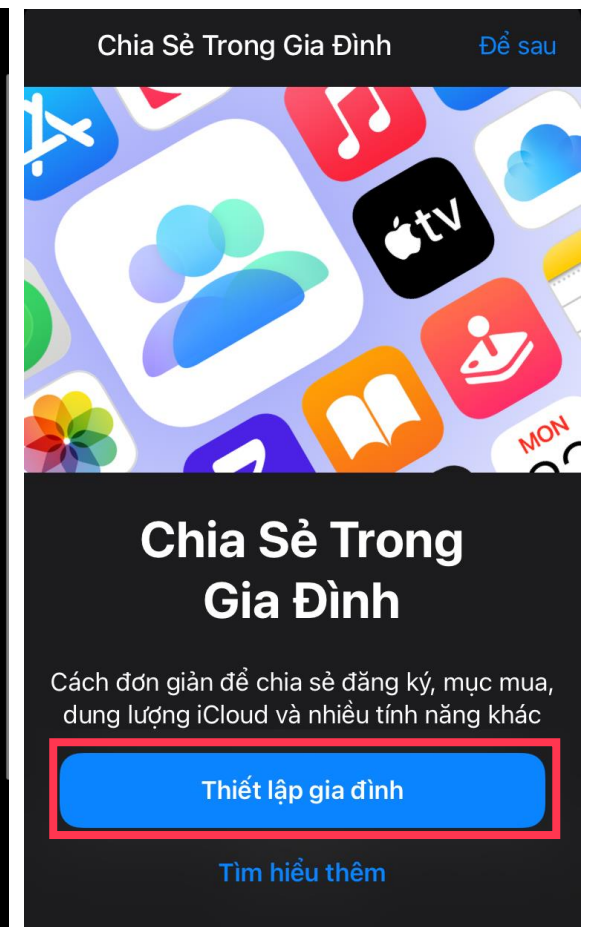 Chia Sẻ Trong Gia Đình Để sau
tv
MON
Chia Sẻ Trong
Gia Đình
Cách đơn giản để chia sẻ đăng ký, mục mua,
dung lượng iCloud và nhiều tính năng khác
Thiết lập gia đình
Tìm hiểu thêm